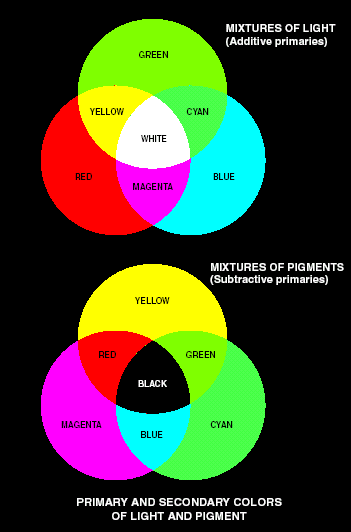 MIXTURES OF LIGHT
(Additive primaries)
GREEN
YELLOW
CYAN
WHITE
RED
BLUE
MAGENTA
MIXTURES OF PIGMENTS
(Subtractive primaries)
YELLOW
RED
GREEN
BLACK
MAGENTA
CYAN
BLUE
PRIMARY AND SECONDARY COLORS
OF LIGHT AND PIGMENT